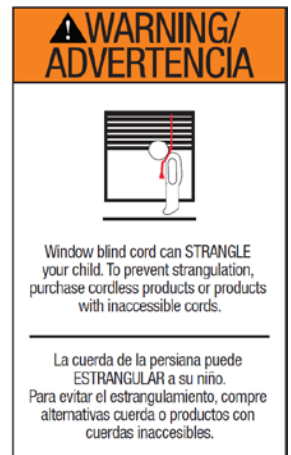 WARNING/
ADVERTENCIA
Window blind cord can STRANGLE
your child. To prevent strangulation,
purchase cordless products or products
with inaccessible cords.
La cuerda de la persiana puede
ESTRANGULAR a su niño.
Para evitar el estrangulamiento, compre
alternativas cuerda o productos con
cuerdas inaccesibles.